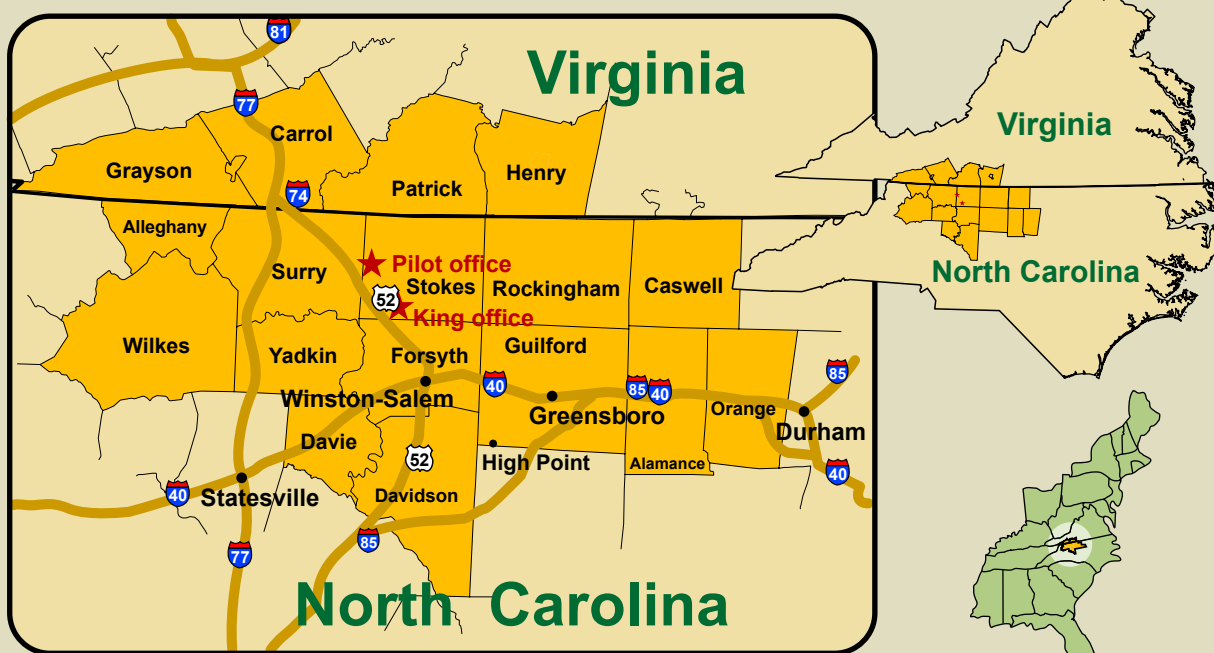 81
Virginia
77
Carrol
Virginia
Grayson
Henry
Patrick
74
Alleghany
Pilot office
Surry
Stokes
Rockingham
Caswell
North Carolina
52
King office
Wilkes
Yadkin
Forsyth
Guilford
85
40
85
40
Winston-Salem
Greensboro
Orange
Durham
Davie
52
High Point
Alamance
40
40
Statesville
Davidson
85
77
North Carolina